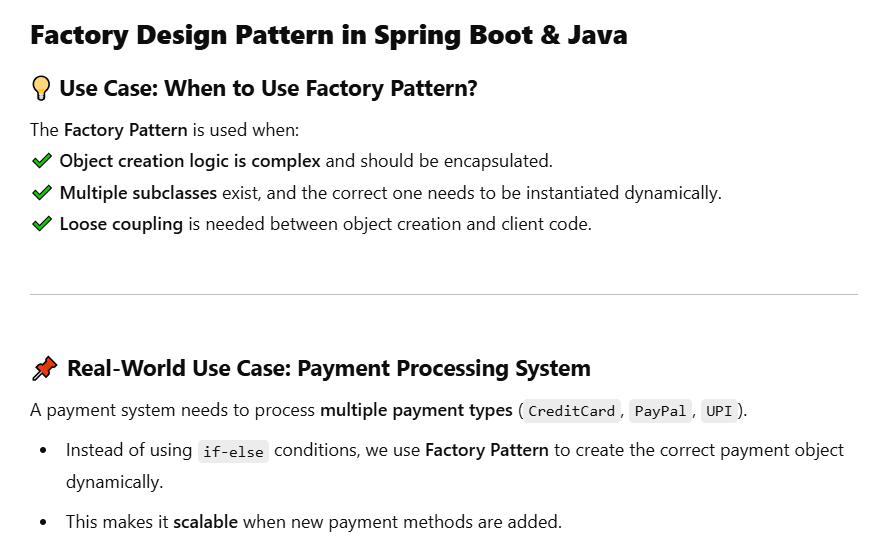 Factory Design Pattern in Spring Boot & Java
💡 Use Case: When to Use Factory Pattern?
The Factory Pattern is used when:
✔ Object creation logic is complex and should be encapsulated.
✔ Multiple subclasses exist, and the correct one needs to be instantiated dynamically.
✔ Loose coupling is needed between object creation and client code.
📌 Real-World Use Case: Payment Processing System
A payment system needs to process multiple payment types (CreditCard, PayPal, UPI).
• Instead of using if-else conditions, we use Factory Pattern to create the correct payment object
dynamically.
• This makes it scalable when new payment methods are added.